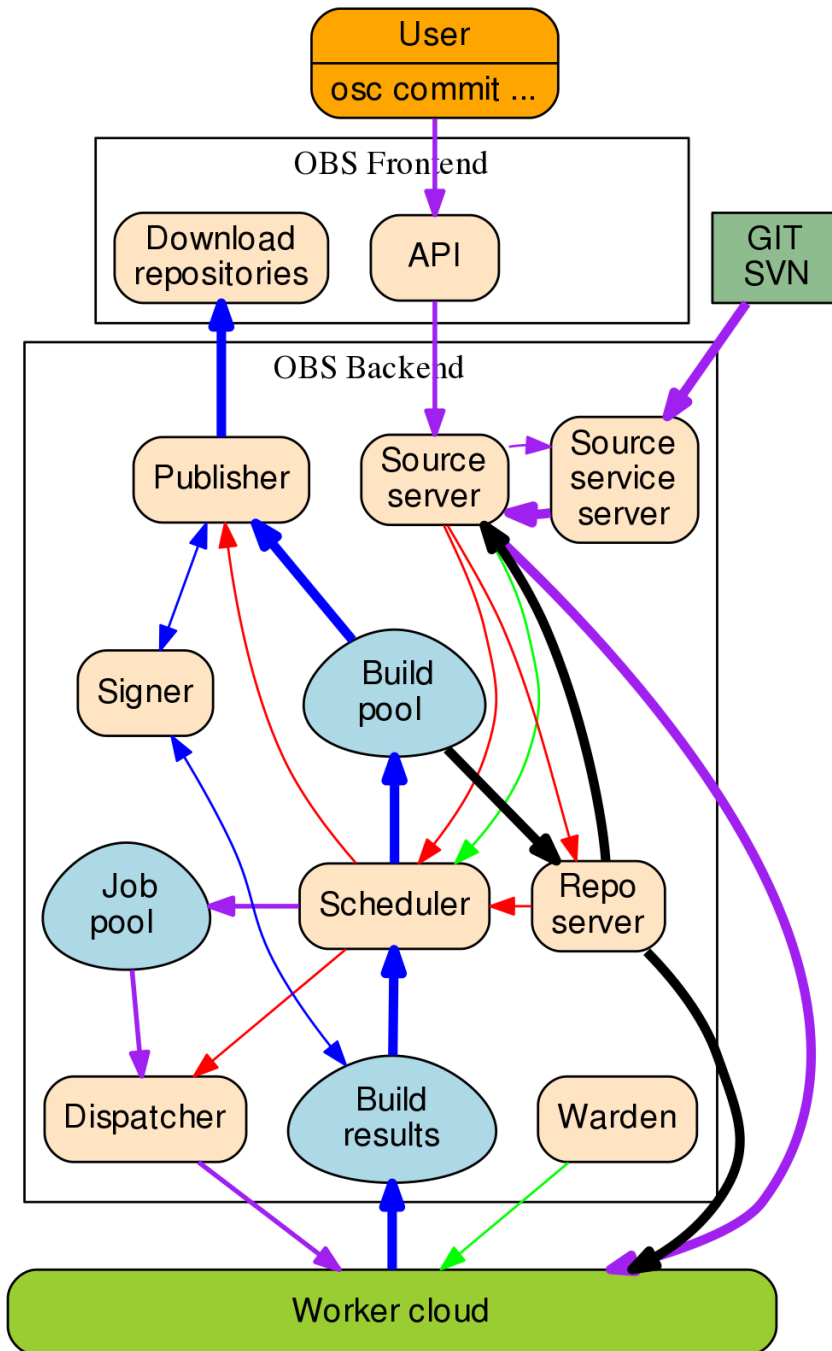 User
osc commit ...
OBS Frontend
Download
repositories
API
GIT
SVN
OBS Backend
Publisher
Source
server
Source
service
server
Signer
Build
pool
Job
pool
Scheduler
Repo
server
Dispatcher
Build
results
Warden
Worker cloud